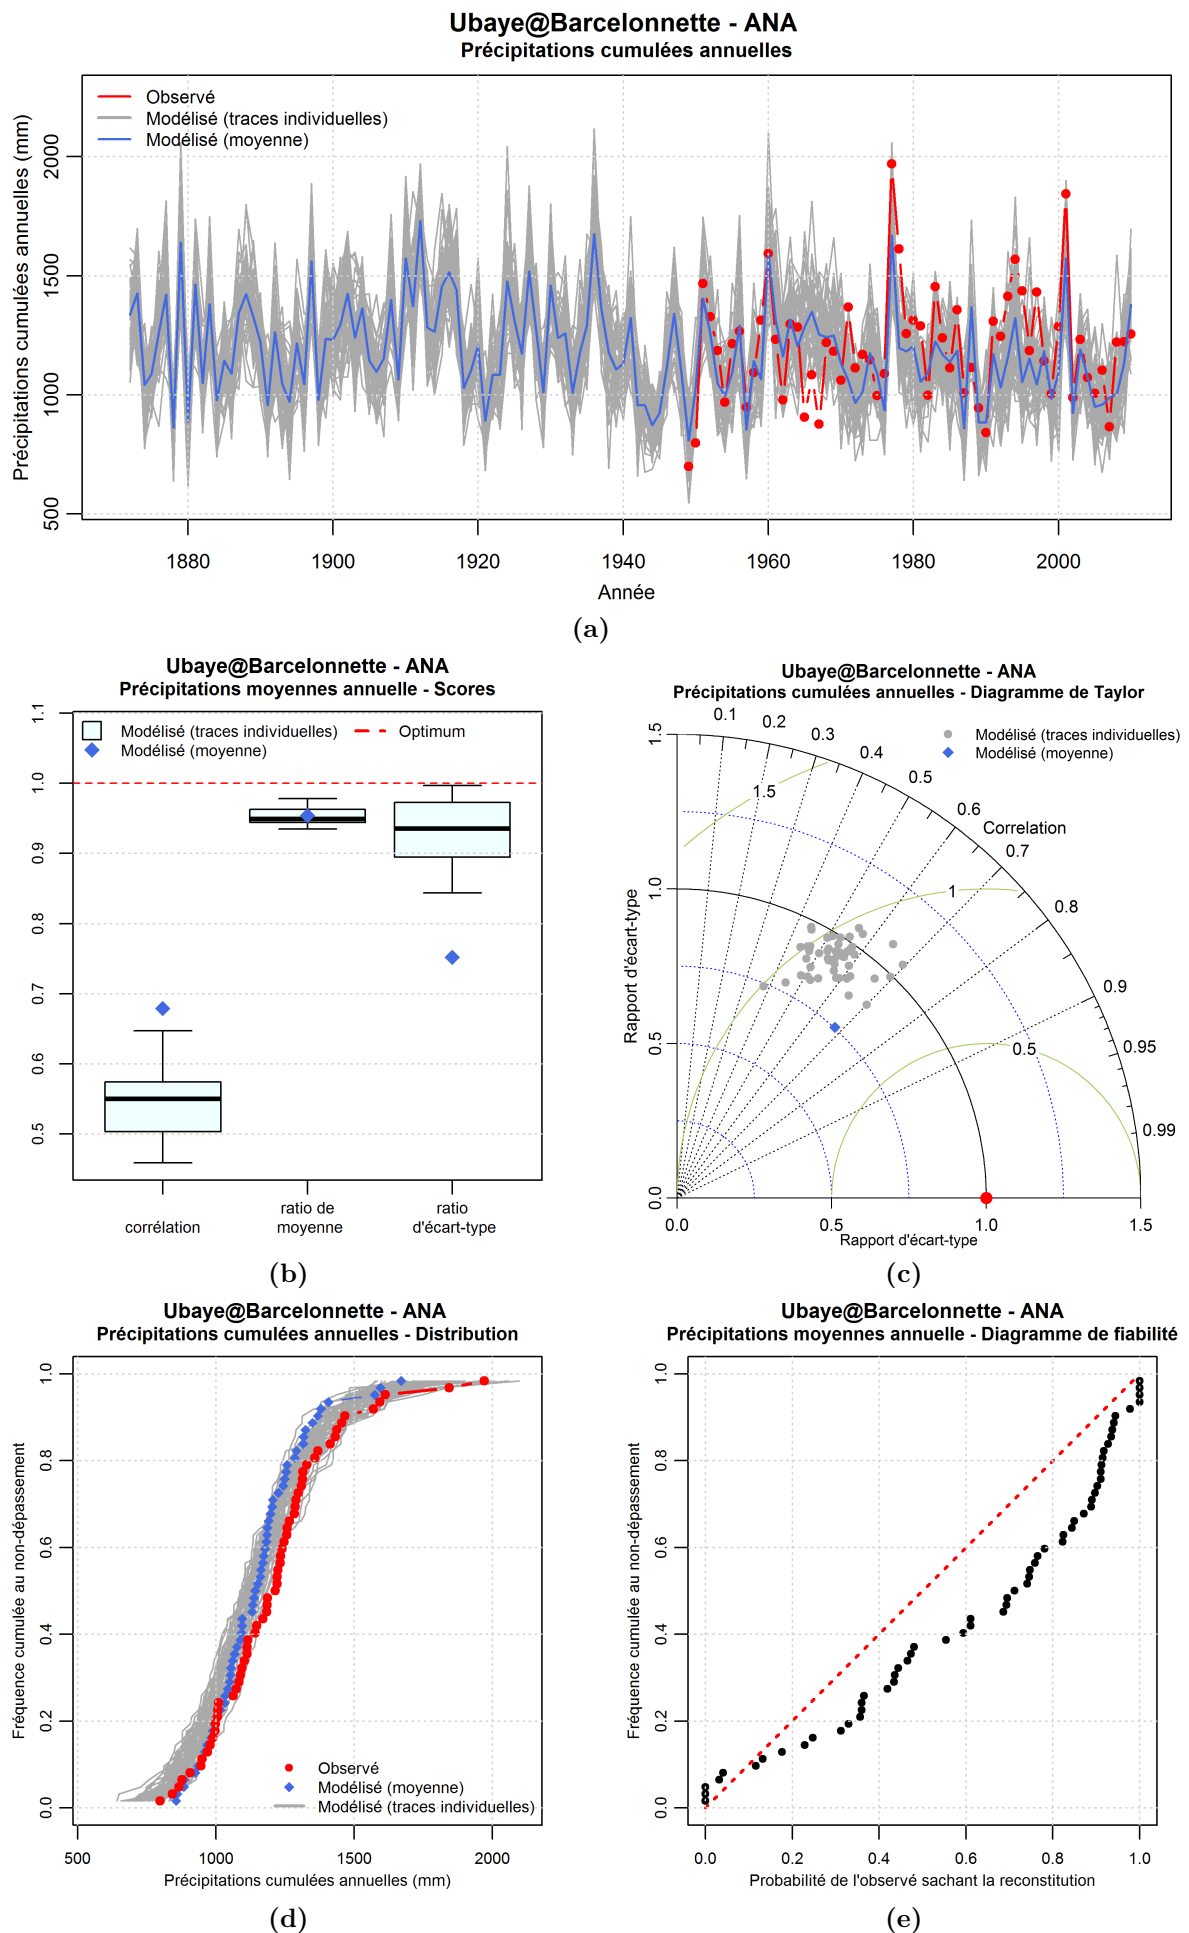 Ubaye@Barcelonnette - ANA
Précipitations cumulées annuelles
Observé
Modélisé (traces individuelles)
Modélisé (moyenne)
Précipitations cumulées annuelles (mm)
500
1000
1500
2000
1880
1900
1920
1940
1960
1980
2000
Année
(a)
Ubaye@Barcelonnette - ANA
Précipitations moyennes annuelle - Scores
Modélisé (traces individuelles)
Optimum
Modélisé (moyenne)
1.1
1.0
0.9
0.8
0.7
0.6
0.5
corrélation
ratio de
moyenne
ratio
d'écart-type
(b)
Ubaye@Barcelonnette - ANA
Précipitations cumulées annuelles - Diagramme de Taylor
Modélisé (traces individuelles)
Modélisé (moyenne)
0.1
0.2
0.3
0.4
0.5
0.6
Correlation
0.7
0.8
0.9
0.95
0.99
1.5
1
0.5
Rapport d'écart-type
1.5
1.0
0.5
0.0
0.0
0.5
1.0
1.5
Rapport d'écart-type
(c)
Ubaye@Barcelonnette - ANA
Précipitations cumulées annuelles - Distribution
Fréquence cumulée au non-dépassement
1.0
0.8
0.6
0.4
0.2
0.0
Observé
Modélisé (moyenne)
Modélisé (traces individuelles)
500
1000
1500
2000
Précipitations cumulées annuelles (mm)
(d)
Ubaye@Barcelonnette - ANA
Précipitations moyennes annuelle - Diagramme de fiabilité
Fréquence cumulée au non-dépassement
1.0
0.8
0.6
0.4
0.2
0.0
0.0
0.2
0.4
0.6
0.8
1.0
Probabilité de l'observé sachant la reconstitution
(e)